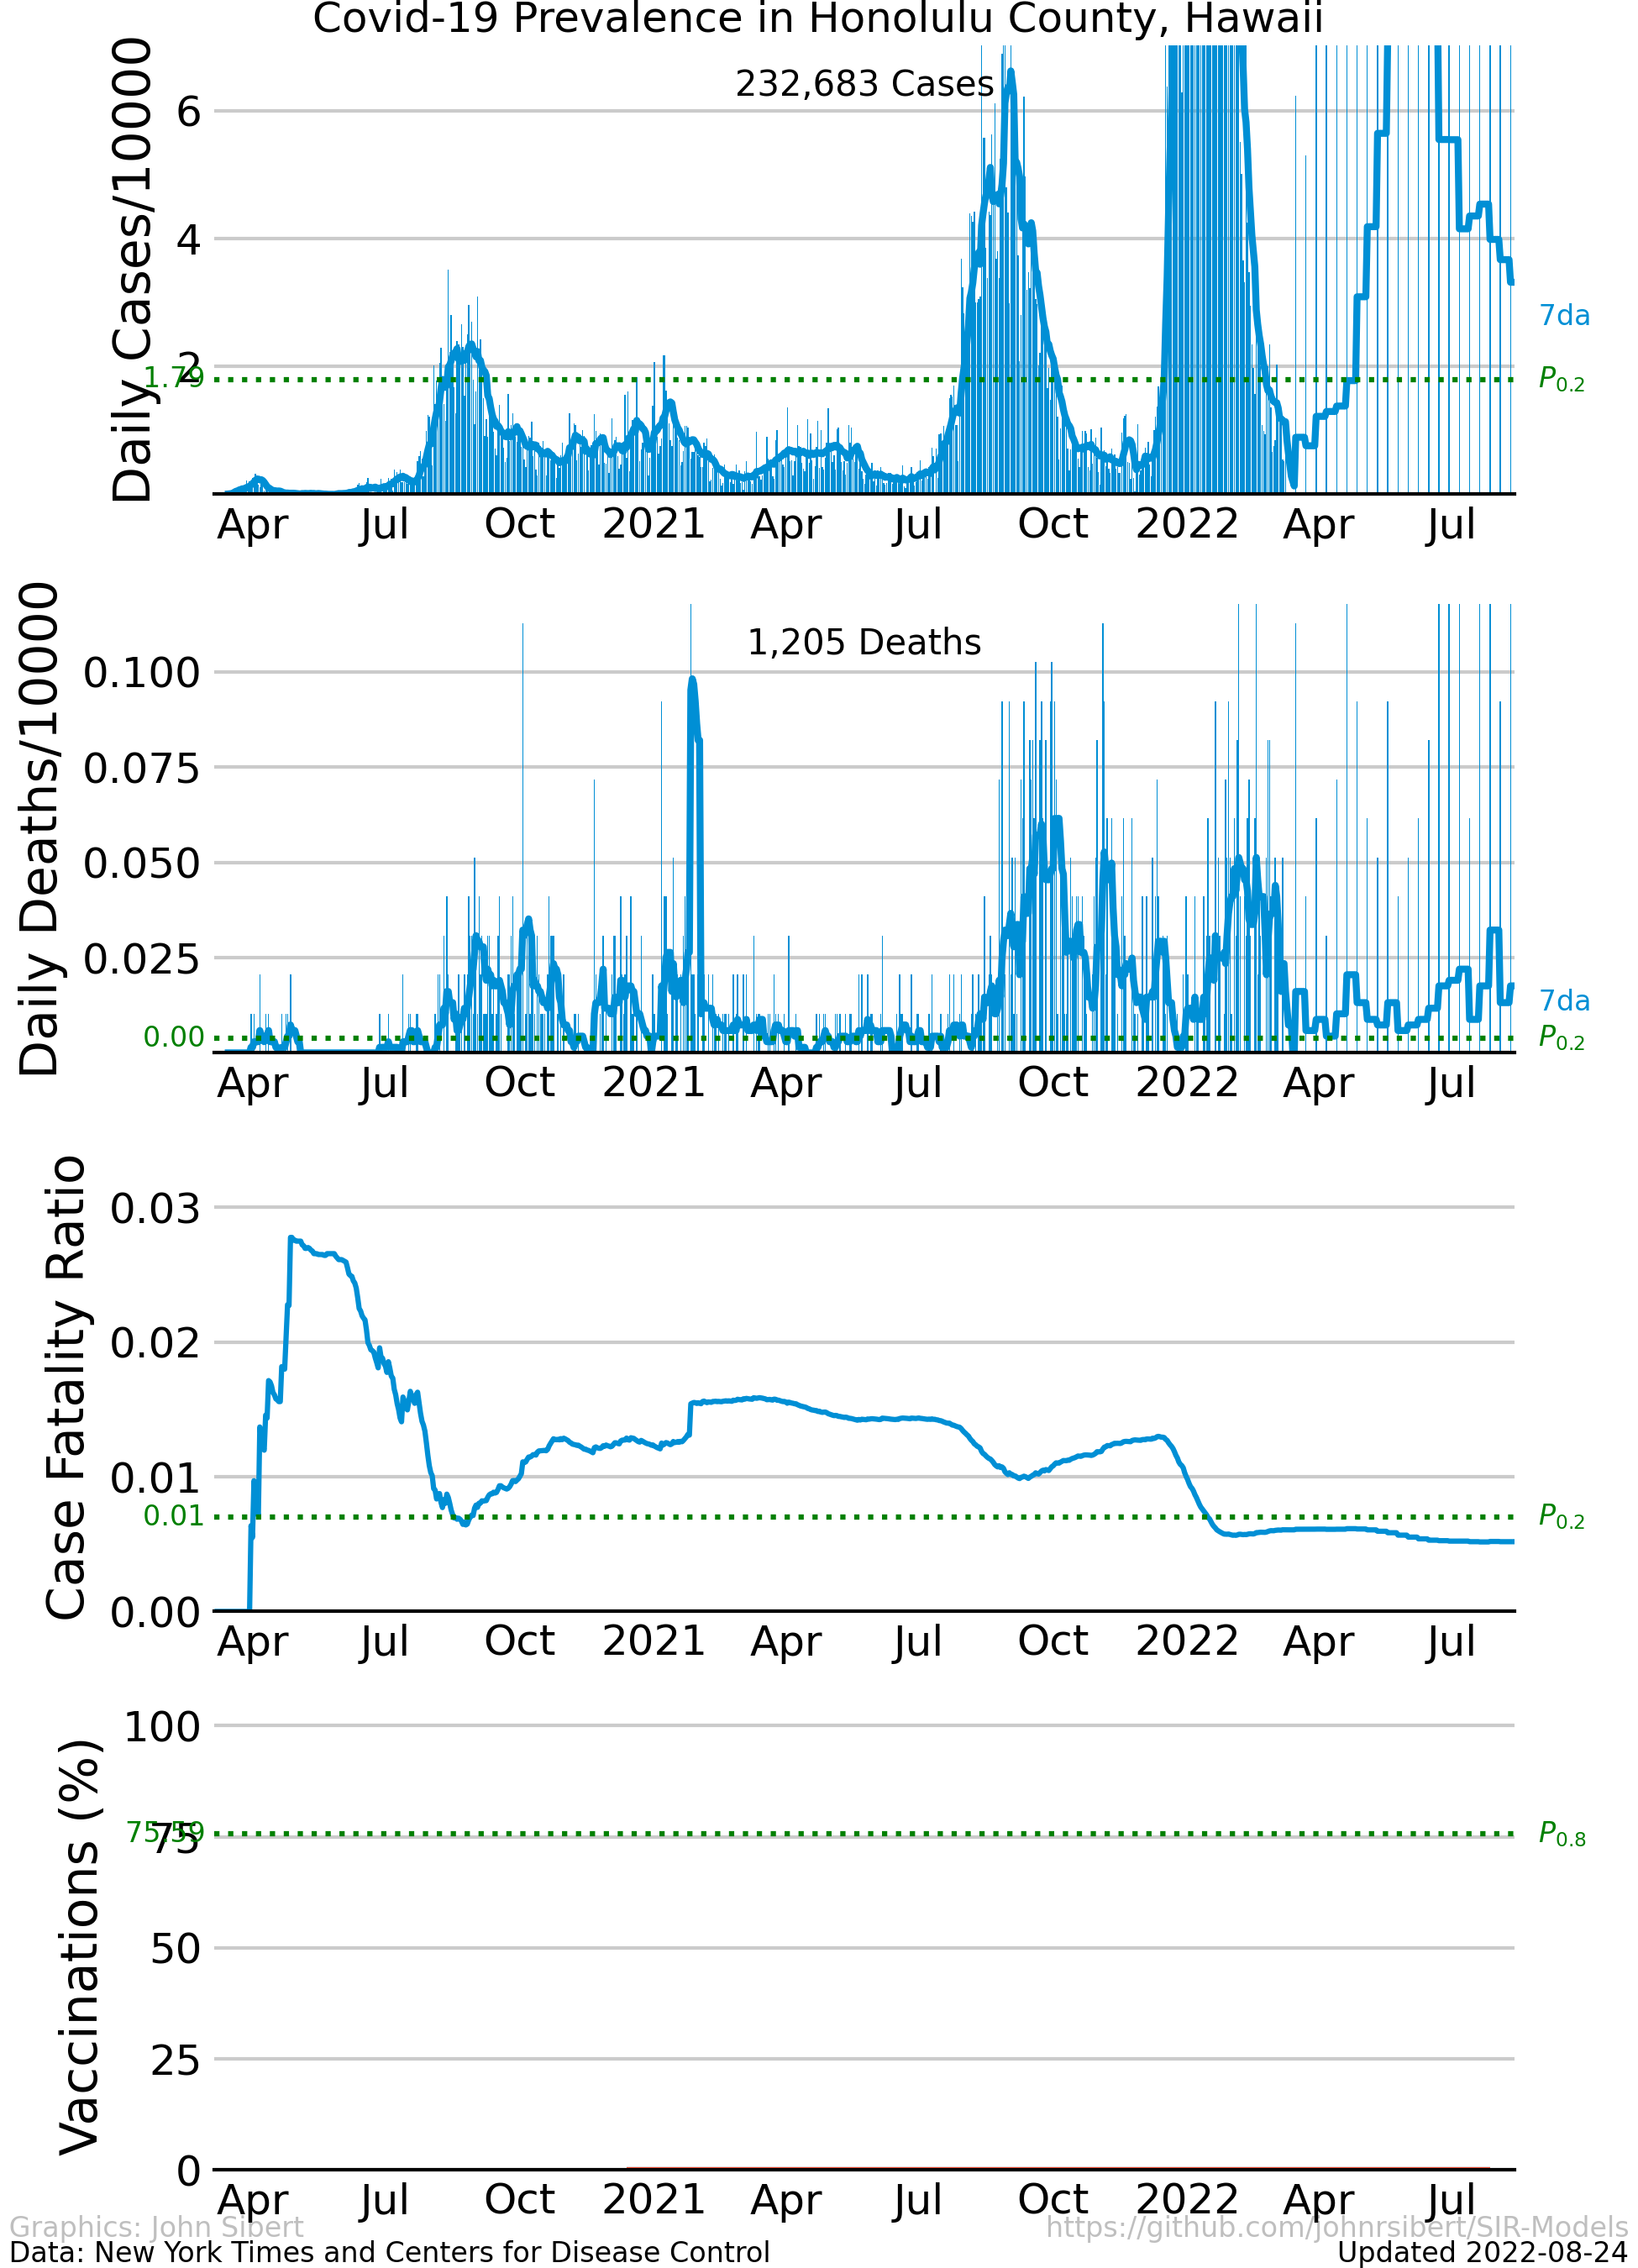 Covid-19 Prevalence in Honolulu County, Hawaii
232,683 Cases
Daily Cases/10000
6
4
2
1.79
7da
P0.2
Apr Jul Oct 2021 Apr Jul Oct 2022 Apr Jul
1,205 Deaths
Daily Deaths/10000
0.100
0.075
0.050
0.025
0.00
7da
P0.2
Apr Jul Oct 2021 Apr Jul Oct 2022 Apr Jul
Case Fatality Ratio
0.03
0.02
0.01
0.01
P0.2
0.00
Apr Jul Oct 2021 Apr Jul Oct 2022 Apr Jul
Vaccinations (%)
100
75.59
75
P0.8
50
25
0
Apr Jul Oct 2021 Apr Jul Oct 2022 Apr Jul
Graphics: John Sibert
https://github.com/johnrsibert/SIR-Models
Data: New York Times and Centers for Disease Control
Updated 2022-08-24